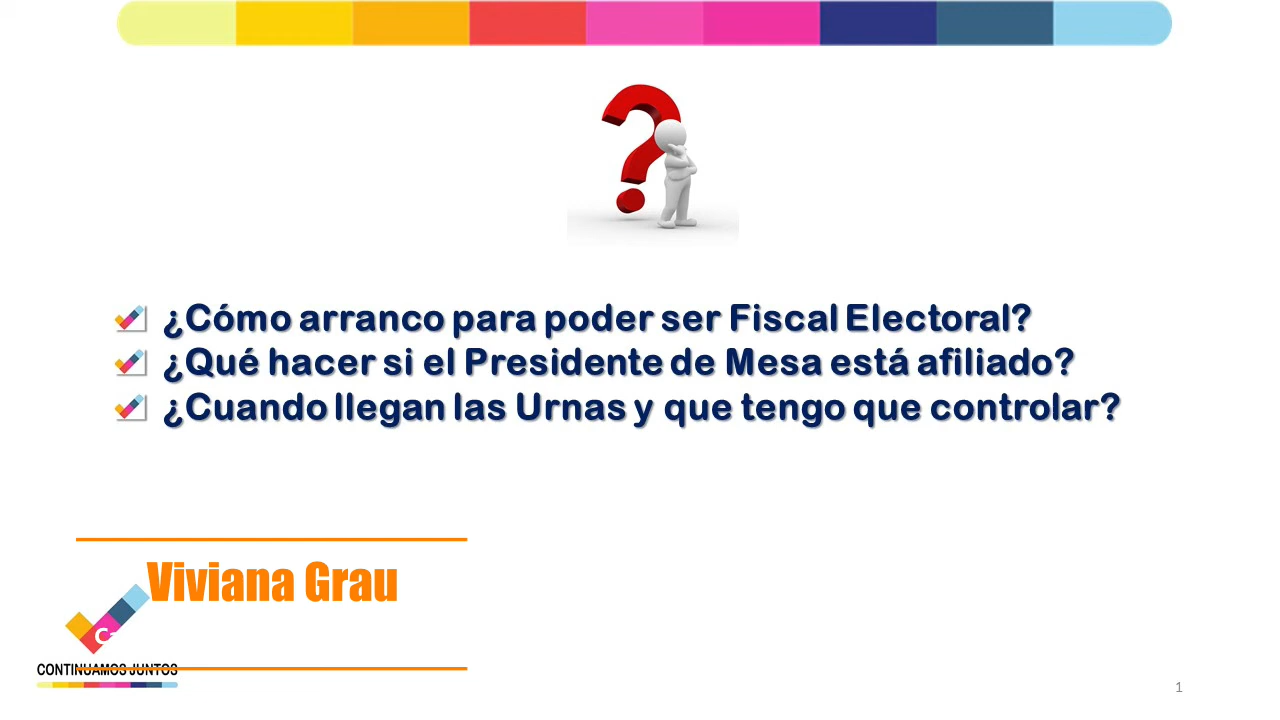 ¿Cómo arranco para poder ser Fiscal Electoral?
¿Qué hacer si el Presidente de Mesa está afiliado?
¿Cuando llegan las Urnas y que tengo que controlar?
Viviana Grau
CONTINUAMOS JUNTOS
1